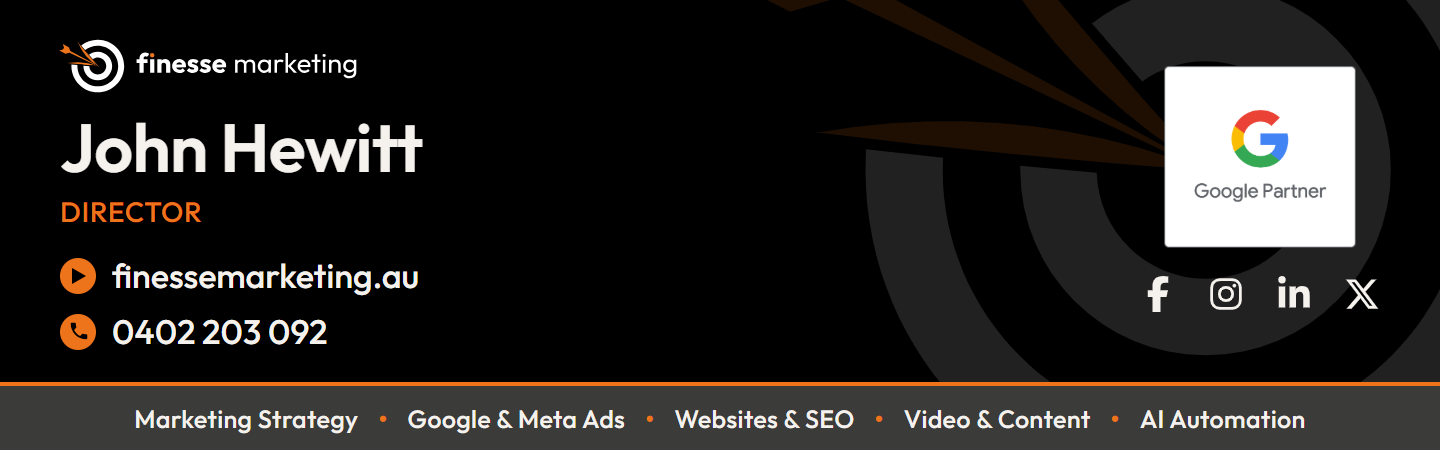 finesse marketing
John Hewitt
DIRECTOR
finessemarketing.au
0402 203 092
Google Partner
Marketing Strategy • Google & Meta Ads • Websites & SEO • Video & Content • AI Automation